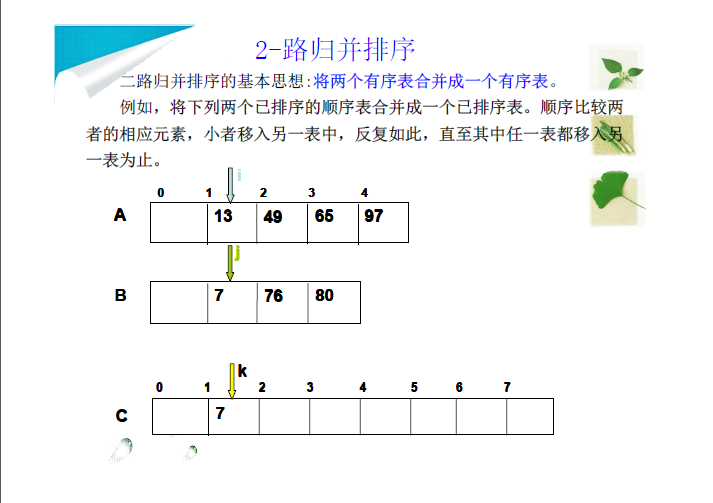 2-路归并排序
二路归并排序的基本思想:将两个有序表合并成一个有序表。
例如，将下列两个已排序的顺序表合并成一个已排序表。顺序比较两
者的相应元素，小者移入另一表中，反复如此，直至其中任一表都移入另
一表为止。
i
0 1 2 3 4
A 13 49 65 97
j
B 7 76 80
k
0 1 2 3 4 5 6 7
C 7